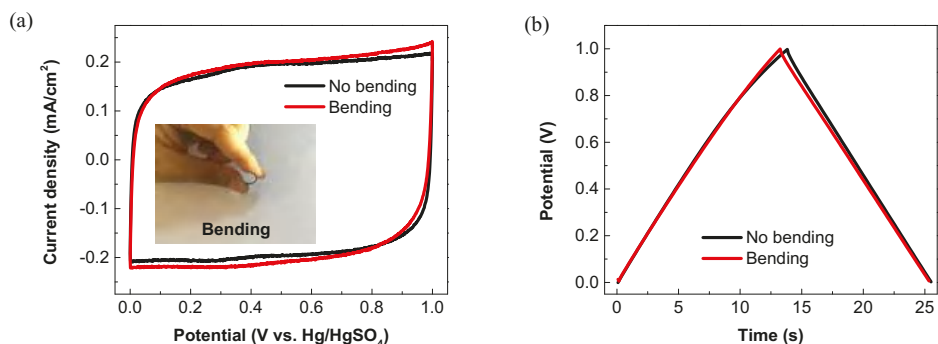 (a)
Current density (mA/cm²)
0.2
0.1
0.0
-0.1
-0.2
No bending
Bending
Bending
0.0 0.2 0.4 0.6 0.8 1.0
Potential (V vs. Hg/HgSO₄)
(b)
Potential (V)
1.0
0.8
0.6
0.4
0.2
0.0
No bending
Bending
0 5 10 15 20 25
Time (s)